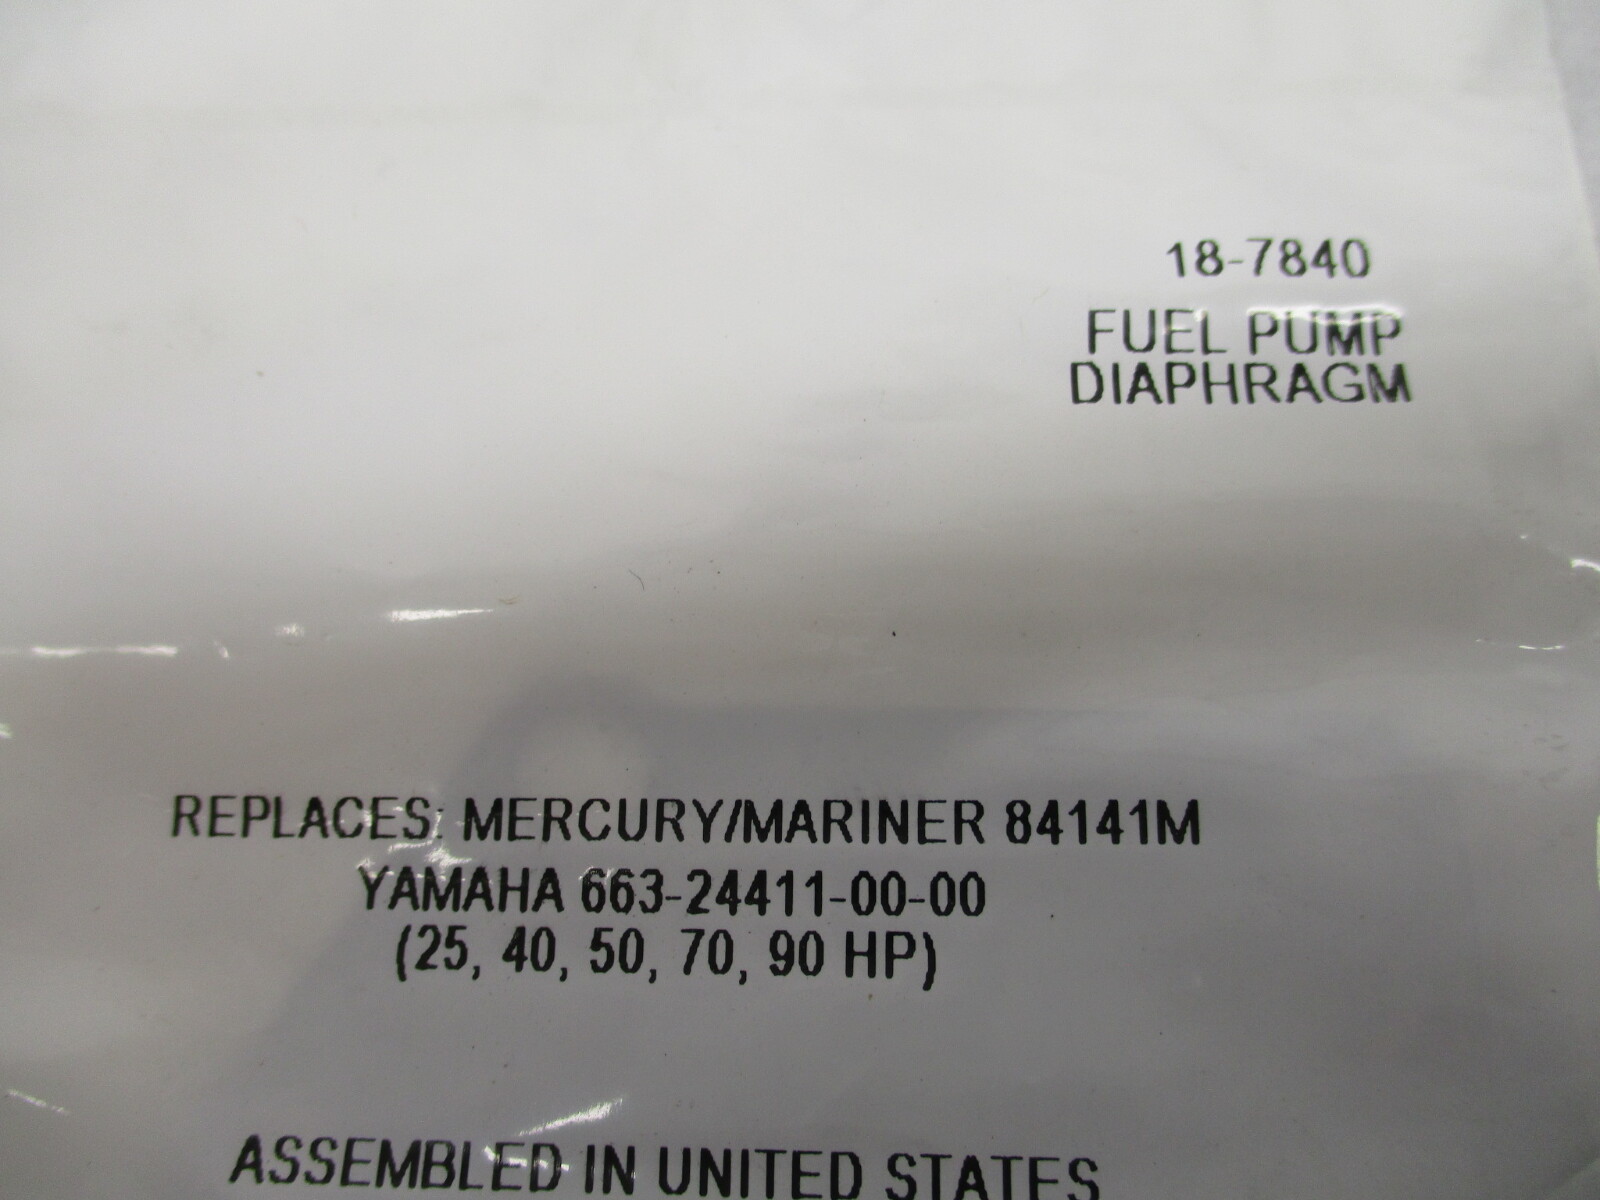 18-7840
FUEL PUMP
DIAPHRAGM
REPLACES: MERCURY/MARINER 84141M
YAMAHA 663-24411-00-00
(25, 40, 50, 70, 90 HP)
ASSEMBLED IN UNITED STATES